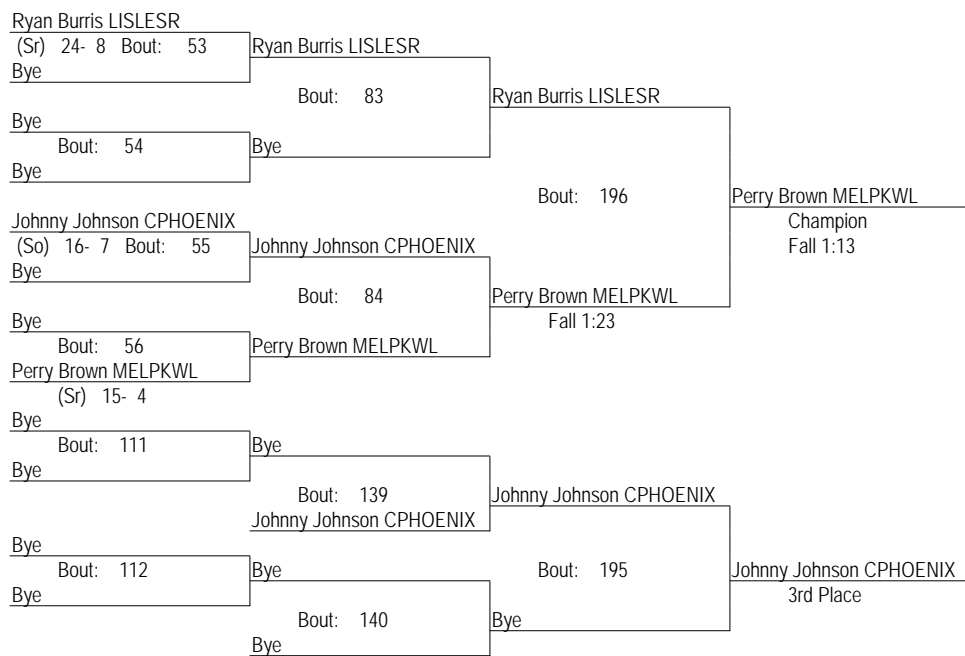 Ryan Burris LISLESR
(Sr) 24- 8 Bout: 53
Ryan Burris LISLESR
Bye
Bout: 83
Ryan Burris LISLESR
Bye
Bout: 54
Bye
Bye
Bout: 196
Perry Brown MELPKWL
Champion
Fall 1:13
Johnny Johnson CPHOENIX
(So) 16- 7 Bout: 55
Johnny Johnson CPHOENIX
Bye
Bout: 84
Perry Brown MELPKWL
Fall 1:23
Bye
Bout: 56
Perry Brown MELPKWL
Perry Brown MELPKWL
(Sr) 15- 4
Bye
Bout: 111
Bye
Bye
Bout: 139
Johnny Johnson CPHOENIX
Johnny Johnson CPHOENIX
Bye
Bout: 112
Bye
Bye
Bout: 195
Johnny Johnson CPHOENIX
3rd Place
Bout: 140
Bye
Bye